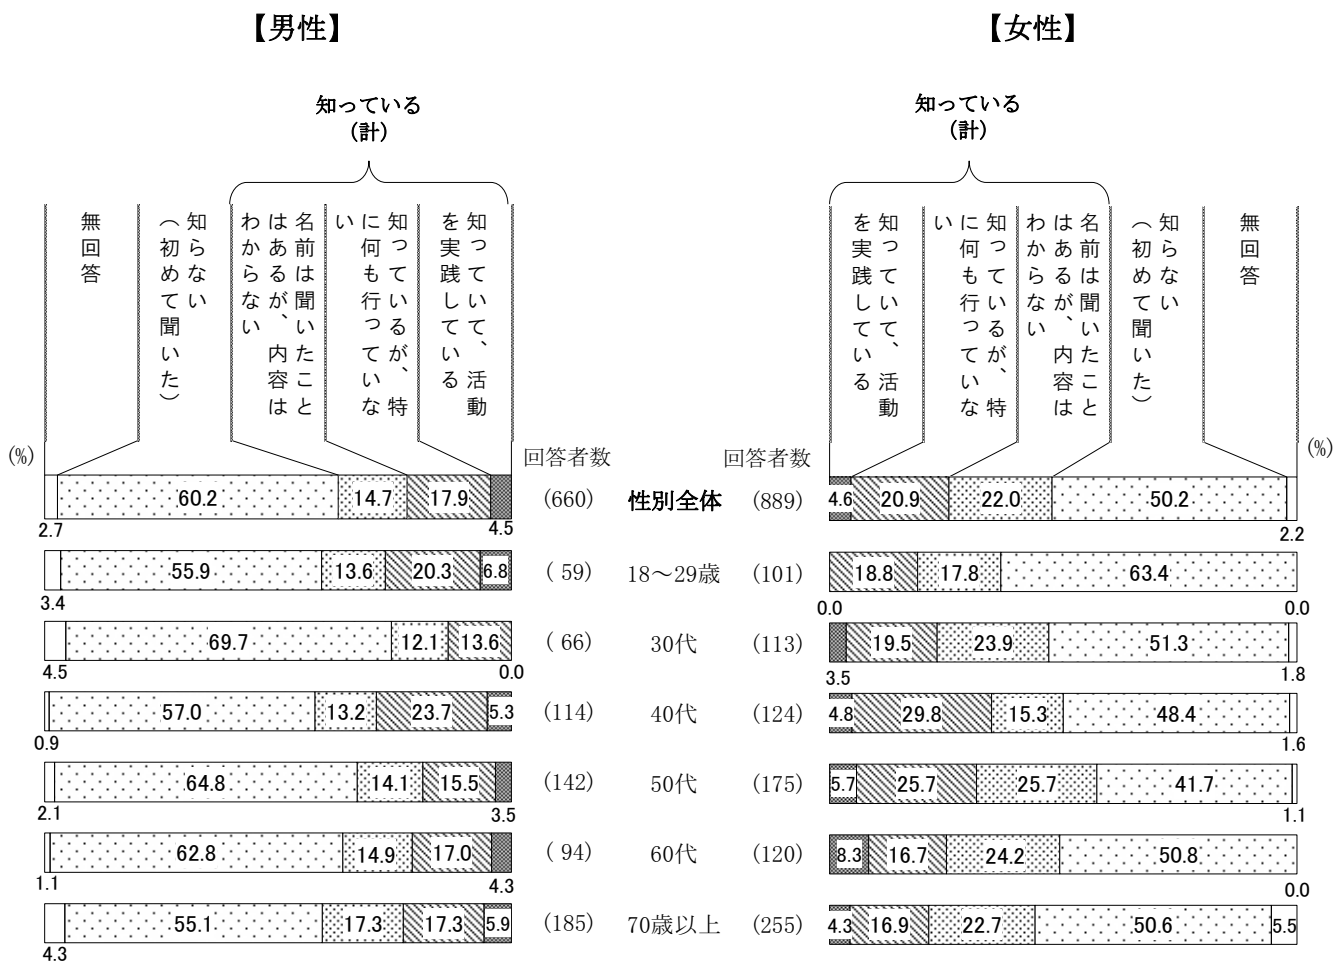 【男性】
【女性】
知っている
（計）
知っている
（計）
無回答
知らない
（初めて聞いた）
名前は聞いたこと
はあるが、内容は
わからない
知っているが、特
に何も行っていな
い
知っていて、活動
を実践している
知っていて、活動
を実践している
知っているが、特
に何も行っていな
い
名前は聞いたこと
はあるが、内容は
わからない
知らない
（初めて聞いた）
無回答
(%)
回答者数
回答者数
(%)
60.2 14.7 17.9 (660) 性別全体 (889) 4.6 20.9 22.0 50.2
2.7 4.5 2.2
55.9 13.6 20.3 6.8 ( 59) 18～29歳 (101) 18.8 17.8 63.4
3.4 0.0 0.0
69.7 12.1 13.6 ( 66) 30代 (113) 19.5 23.9 51.3
4.5 0.0 3.5 1.8
57.0 13.2 23.7 5.3 (114) 40代 (124) 4.8 29.8 15.3 48.4
0.9 1.6
64.8 14.1 15.5 (142) 50代 (175) 5.7 25.7 25.7 41.7
2.1 3.5 1.1
62.8 14.9 17.0 ( 94) 60代 (120) 8.3 16.7 24.2 50.8
1.1 4.3 0.0
55.1 17.3 17.3 5.9 (185) 70歳以上 (255) 4.3 16.9 22.7 50.6 5.5
4.3